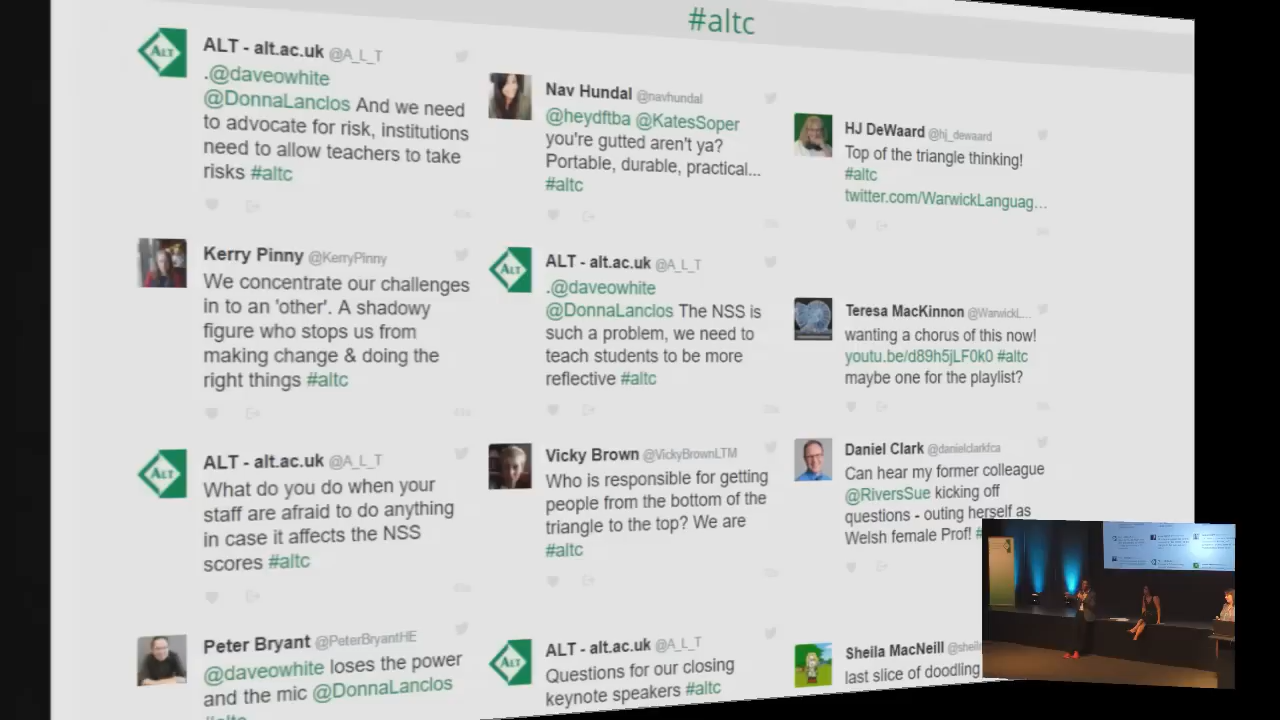 #altc
ALT
ALT - alt.ac.uk @A_L_T
.@daveowhite
@DonnaLanclos And we need
to advocate for risk, institutions
need to allow teachers to take
risks #altc
Kerry Pinny @KerryPinny
We concentrate our challenges
in to an 'other'. A shadowy
figure who stops us from
making change & doing the
right things #altc
ALT
ALT - alt.ac.uk @A_L_T
What do you do when your
staff are afraid to do anything
in case it affects the NSS
scores #altc
Peter Bryant @PeterBryantHE
@daveowhite loses the power
and the mic @DonnaLanclos
#altc
Nav Hundal @navhundal
@heydftba @KatesSoper
you're gutted aren't ya?
Portable, durable, practical...
#altc
ALT
ALT - alt.ac.uk @A_L_T
.@daveowhite
@DonnaLanclos The NSS is
such a problem, we need to
teach students to be more
reflective #altc
Vicky Brown @VickyBrownLTM
Who is responsible for getting
people from the bottom of the
triangle to the top? We are
#altc
ALT
ALT - alt.ac.uk @A_L_T
Questions for our closing
keynote speakers #altc
HJ DeWaard @hj_dewaard
Top of the triangle thinking!
#altc
twitter.com/WarwickLanguag…
Teresa MacKinnon @WarwickL...
wanting a chorus of this now!
youtu.be/d89h5jLF0k0 #altc
maybe one for the playlist?
Daniel Clark @danielclarkfca
Can hear my former colleague
@RiversSue kicking off
questions - outing herself as
Welsh female Prof! #
Sheila MacNeill
last slice of doodling